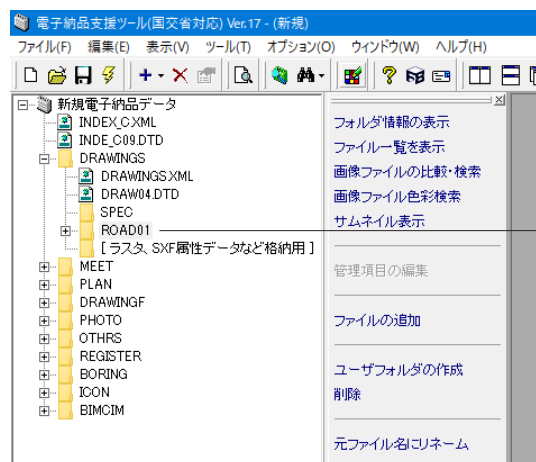 電子納品支援ツール(国交省対応) Ver.17 - (新規)
ファイル(F) 編集(E) 表示(V) ツール(T) オプション(O) ウィンドウ(W) ヘルプ(H)
新規電子納品データ
INDEX_C.XML
INDE_C09.DTD
DRAWINGS
DRAWINGS.XML
DRAW04.DTD
SPEC
ROAD01
[ ラスタ、SXF属性データなど格納用 ]
MEET
PLAN
DRAWINGF
PHOTO
OTHRS
REGISTER
BORING
ICON
BIMCIM
フォルダ情報の表示
ファイル一覧を表示
画像ファイルの比較・検索
画像ファイル色彩検索
サムネイル表示
管理項目の編集
ファイルの追加
ユーザフォルダの作成
削除
元ファイル名にリネーム